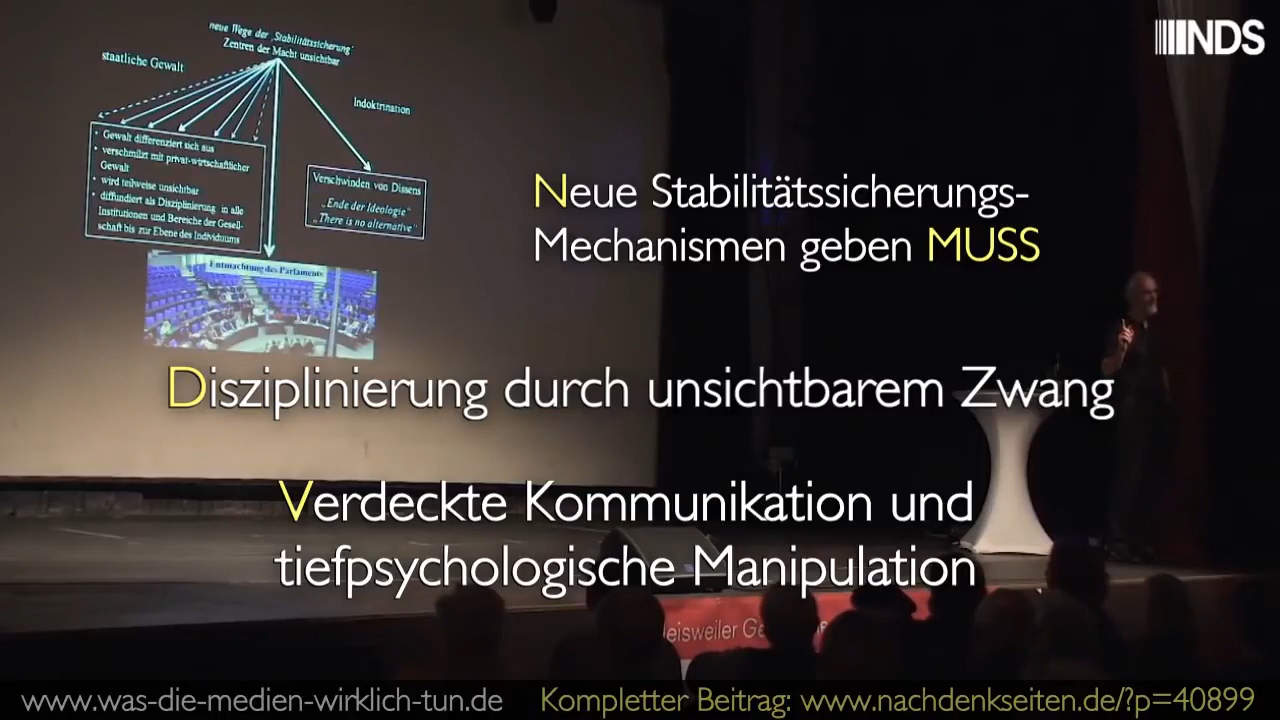 neue Wege der ‚Stabilitätssicherung'
Zentren der Macht unsichtbar
staatliche Gewalt
Indoktrination
• Gewalt differenziert sich aus
• verschmilzt mit privat-wirtschaftlicher
Gewalt
• wird teilweise unsichtbar
• diffundiert als Disziplinierung in alle
Institutionen und Bereiche der Gesell-
schaft bis zur Ebene des Individuums
Verschwinden von Dissens
„Ende der Ideologie"
„There is no alternative"
Entmachtung des Parlaments
NDS
Neue Stabilitätssicherungs-
Mechanismen geben MUSS
Disziplinierung durch unsichtbarem Zwang
Verdeckte Kommunikation und
tiefpsychologische Manipulation
leisweiler Ge
www.was-die-medien-wirklich-tun.de Kompletter Beitrag: www.nachdenkseiten.de/?p=40899